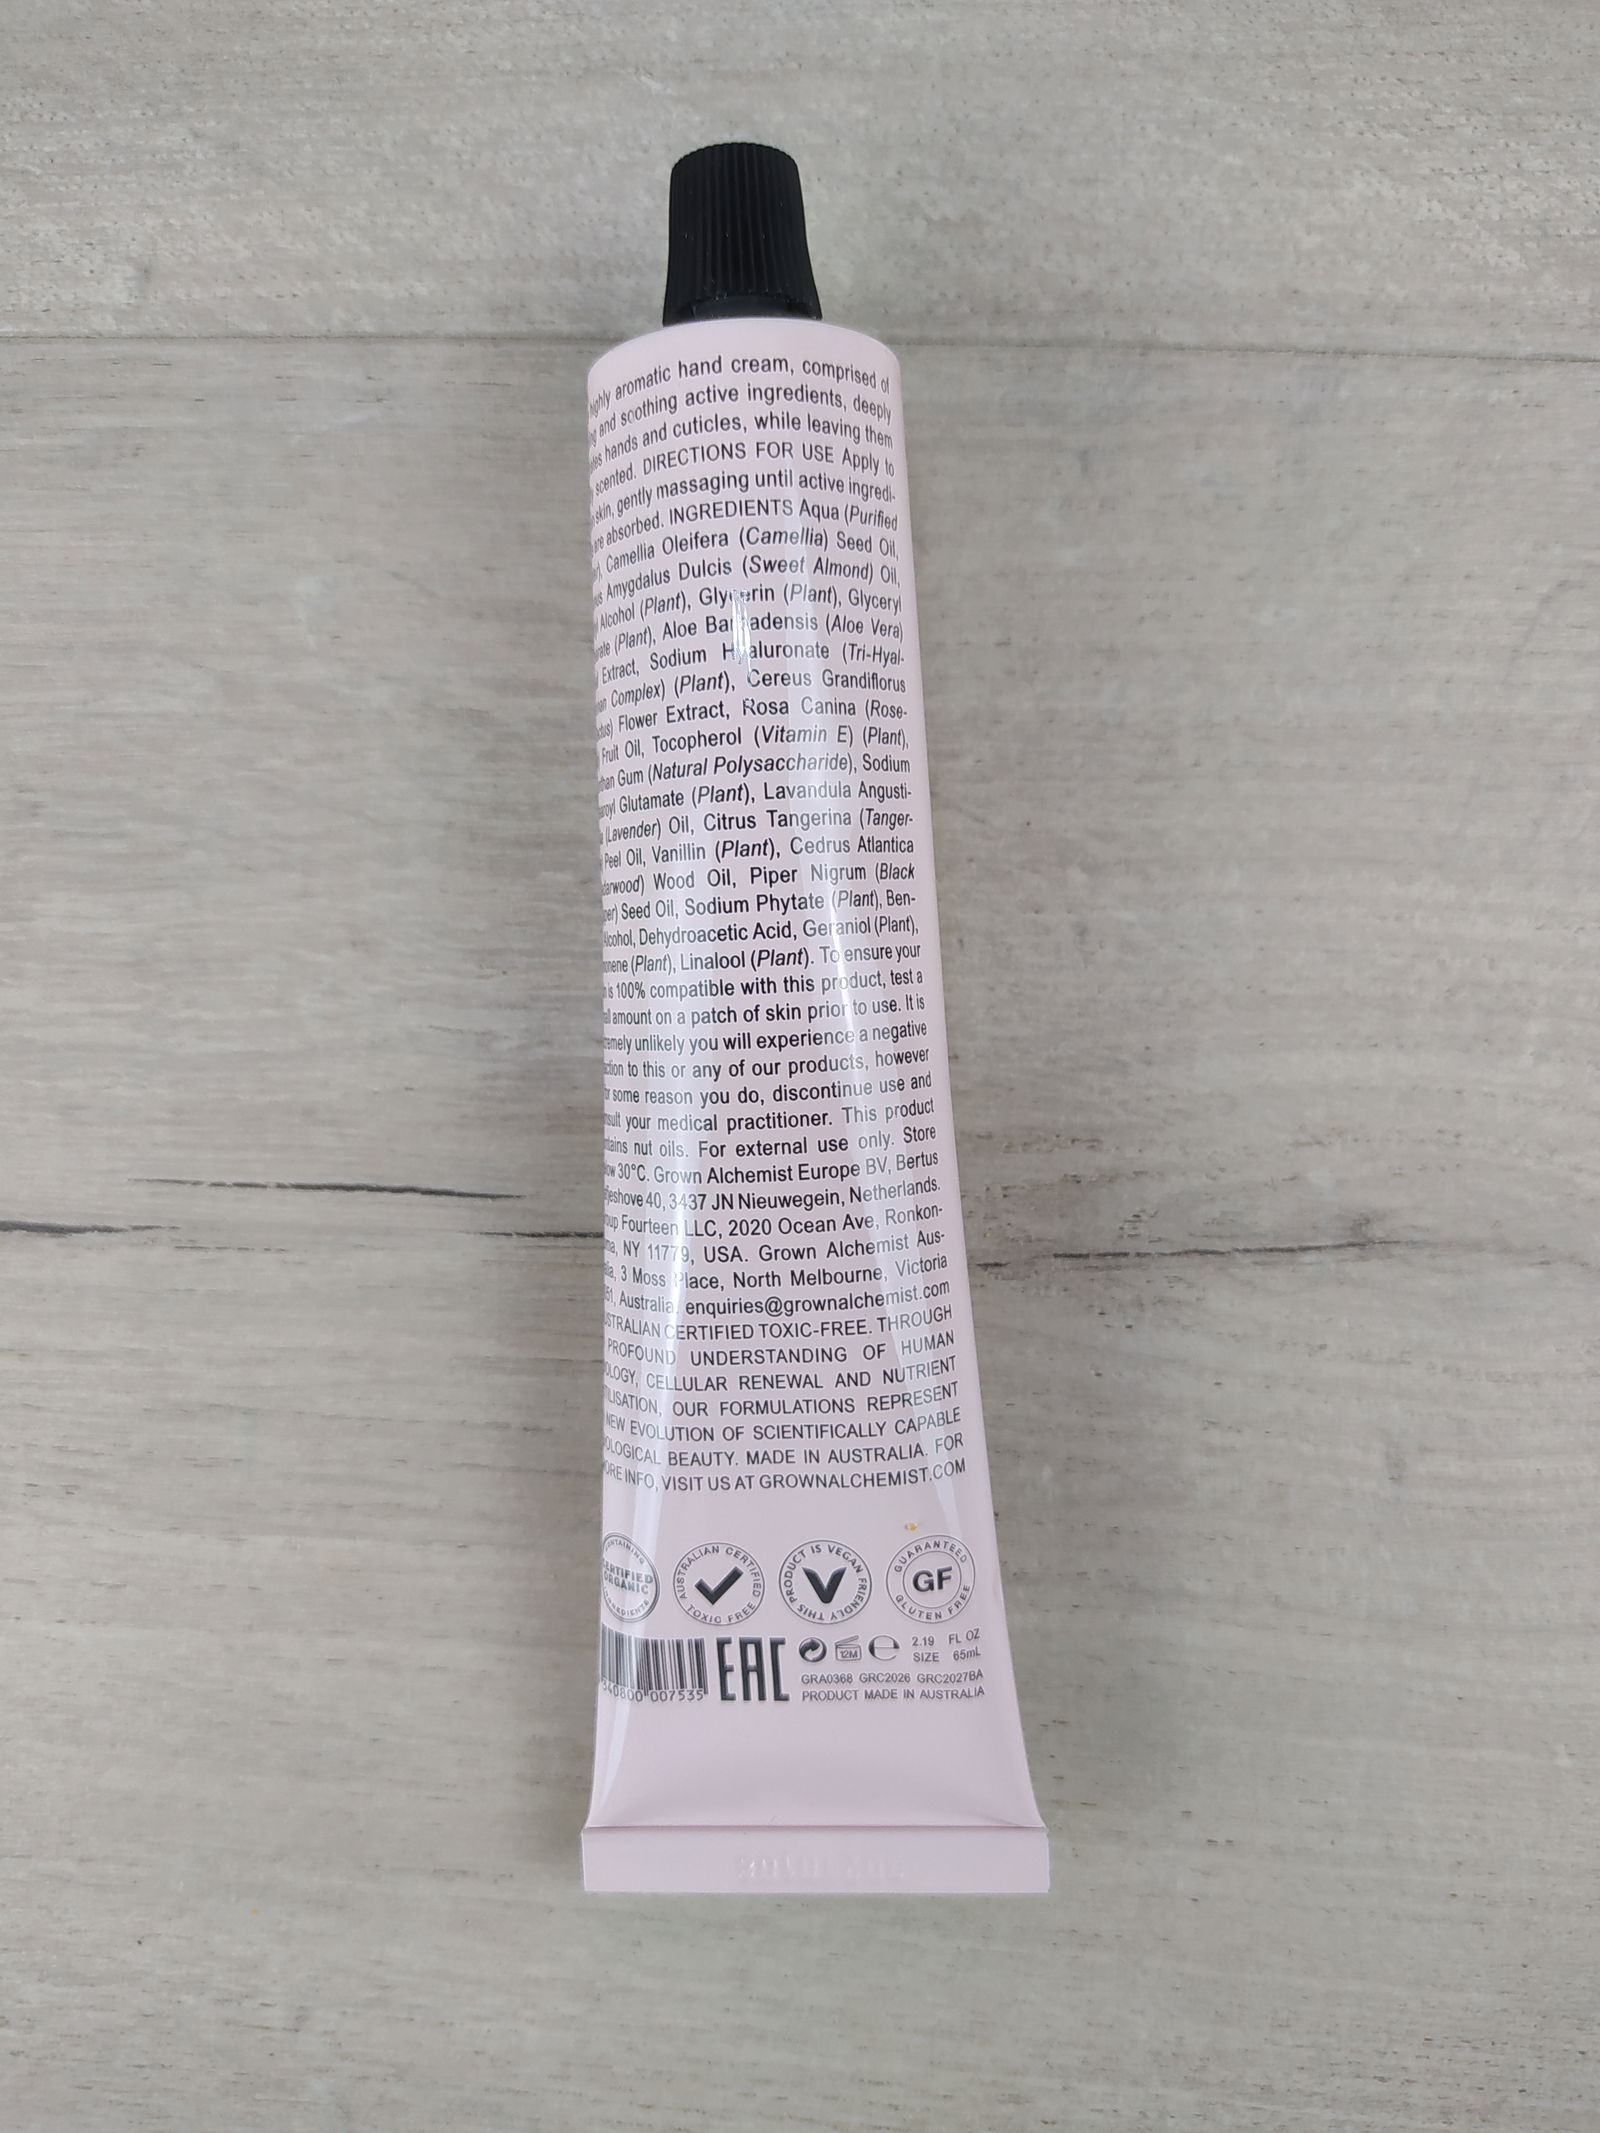 highly aromatic hand cream, comprised of
and soothing active ingredients, deeply
hands and cuticles, while leaving them
scented. DIRECTIONS FOR USE Apply to
skin, gently massaging until active ingredi-
are absorbed. INGREDIENTS Aqua (Purified
Camellia Oleifera (Camellia) Seed Oil,
Amygdalus Dulcis (Sweet Almond) Oil,
Alcohol (Plant), Glycerin (Plant), Glyceryl
(Plant), Aloe Barbadensis (Aloe Vera)
Extract, Sodium Hyaluronate (Tri-Hyal-
Complex) (Plant), Cereus Grandiflorus
Flower Extract, Rosa Canina (Rose-
Fruit Oil, Tocopherol (Vitamin E) (Plant),
Gum (Natural Polysaccharide), Sodium
Glutamate (Plant), Lavandula Angusti-
(Lavender) Oil, Citrus Tangerina (Tanger-
Peel Oil, Vanillin (Plant), Cedrus Atlantica
Wood Oil, Piper Nigrum (Black
Seed Oil, Sodium Phytate (Plant), Ben-
Alcohol, Dehydroacetic Acid, Geraniol (Plant),
(Plant), Linalool (Plant). To ensure your
is 100% compatible with this product, test a
amount on a patch of skin prior to use. It is
unlikely you will experience a negative
to this or any of our products, however
some reason you do, discontinue use and
your medical practitioner. This product
nut oils. For external use only. Store
30°C. Grown Alchemist Europe BV, Bertus
40, 3437 JN Nieuwegein, Netherlands.
Fourteen LLC, 2020 Ocean Ave, Ronkon-
NY 11779, USA. Grown Alchemist Aus-
3 Moss Place, North Melbourne, Victoria
Australia. enquiries@grownalchemist.com
CERTIFIED TOXIC-FREE. THROUGH
PROFOUND UNDERSTANDING OF HUMAN
CELLULAR RENEWAL AND NUTRIENT
OUR FORMULATIONS REPRESENT
NEW EVOLUTION OF SCIENTIFICALLY CAPABLE
BEAUTY. MADE IN AUSTRALIA. FOR
INFO, VISIT US AT GROWNALCHEMIST.COM
CONTAINING CERTIFIED ORGANIC INGREDIENTS
AUSTRALIAN CERTIFIED TOXIC FREE
THIS PRODUCT IS VEGAN FRIENDLY V
GUARANTEED GF GLUTEN FREE
007535 EAC 12M e 2.19 FL OZ
SIZE 65mL
GRA0368 GRC2026 GRC2027BA
PRODUCT MADE IN AUSTRALIA